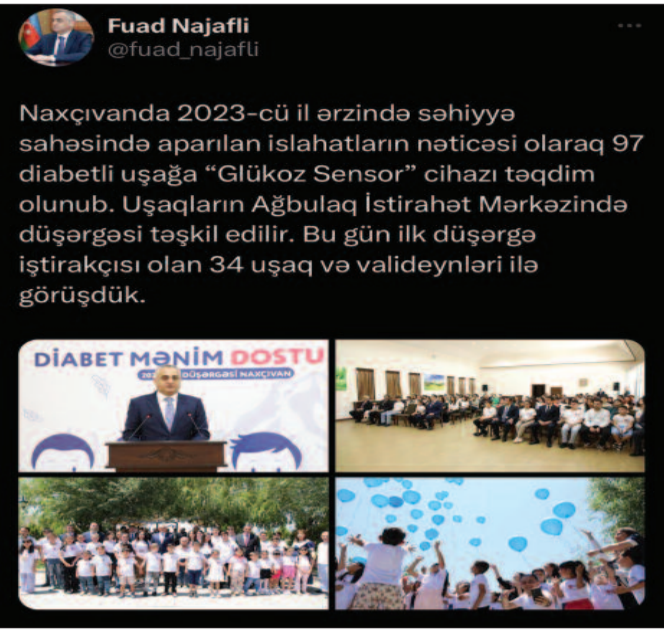 Fuad Najafli
@fuad_najafli
Naxçıvanda 2023-cü il ərzində səhiyyə
sahəsində aparılan islahatların nəticəsi olaraq 97
diabetli uşağa “Glükoz Sensor” cihazı təqdim
olunub. Uşaqların Ağbulaq İstirahət Mərkəzində
düşərgəsi təşkil edilir. Bu gün ilk düşərgə
iştirakçısı olan 34 uşaq və valideynləri ilə
görüşdük.
DİABET MƏNİM DOSTU
DÜŞƏRGƏSİ NAXÇIVAN